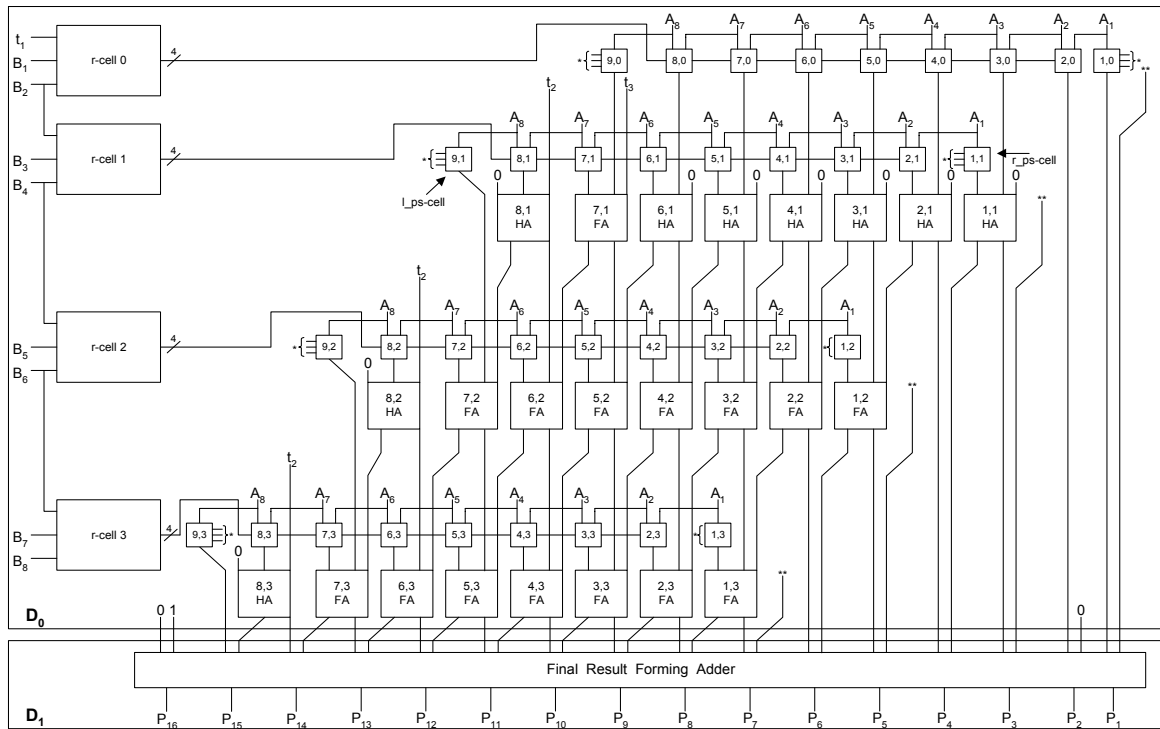 A₈ A₇ A₆ A₅ A₄ A₃ A₂ A₁
t₁ r-cell 0 4
B₁ * 9,0 8,0 7,0 6,0 5,0 4,0 3,0 2,0 1,0 *
B₂ t₂ t₃ **
A₈ A₇ A₆ A₅ A₄ A₃ A₂ A₁
r-cell 1 4
B₃ * 9,1 8,1 7,1 6,1 5,1 4,1 3,1 2,1 * 1,1 r_ps-cell
B₄ 0 0 0 0 0 0 0 0
l_ps-cell
8,1 7,1 6,1 5,1 4,1 3,1 2,1 1,1 **
HA FA HA HA HA HA HA HA
t₂
A₈ A₇ A₆ A₅ A₄ A₃ A₂ A₁
r-cell 2 4
B₅ * 9,2 8,2 7,2 6,2 5,2 4,2 3,2 2,2 * 1,2
B₆ 0
8,2 7,2 6,2 5,2 4,2 3,2 2,2 1,2 **
HA FA FA FA FA FA FA FA
t₂
A₈ A₇ A₆ A₅ A₄ A₃ A₂ A₁
r-cell 3 4
B₇ 9,3 * 8,3 7,3 6,3 5,3 4,3 3,3 2,3 * 1,3
B₈ 0
8,3 7,3 6,3 5,3 4,3 3,3 2,3 1,3 **
HA FA FA FA FA FA FA FA
D₀ 0 1 0
Final Result Forming Adder
D₁ P₁₆ P₁₅ P₁₄ P₁₃ P₁₂ P₁₁ P₁₀ P₉ P₈ P₇ P₆ P₅ P₄ P₃ P₂ P₁